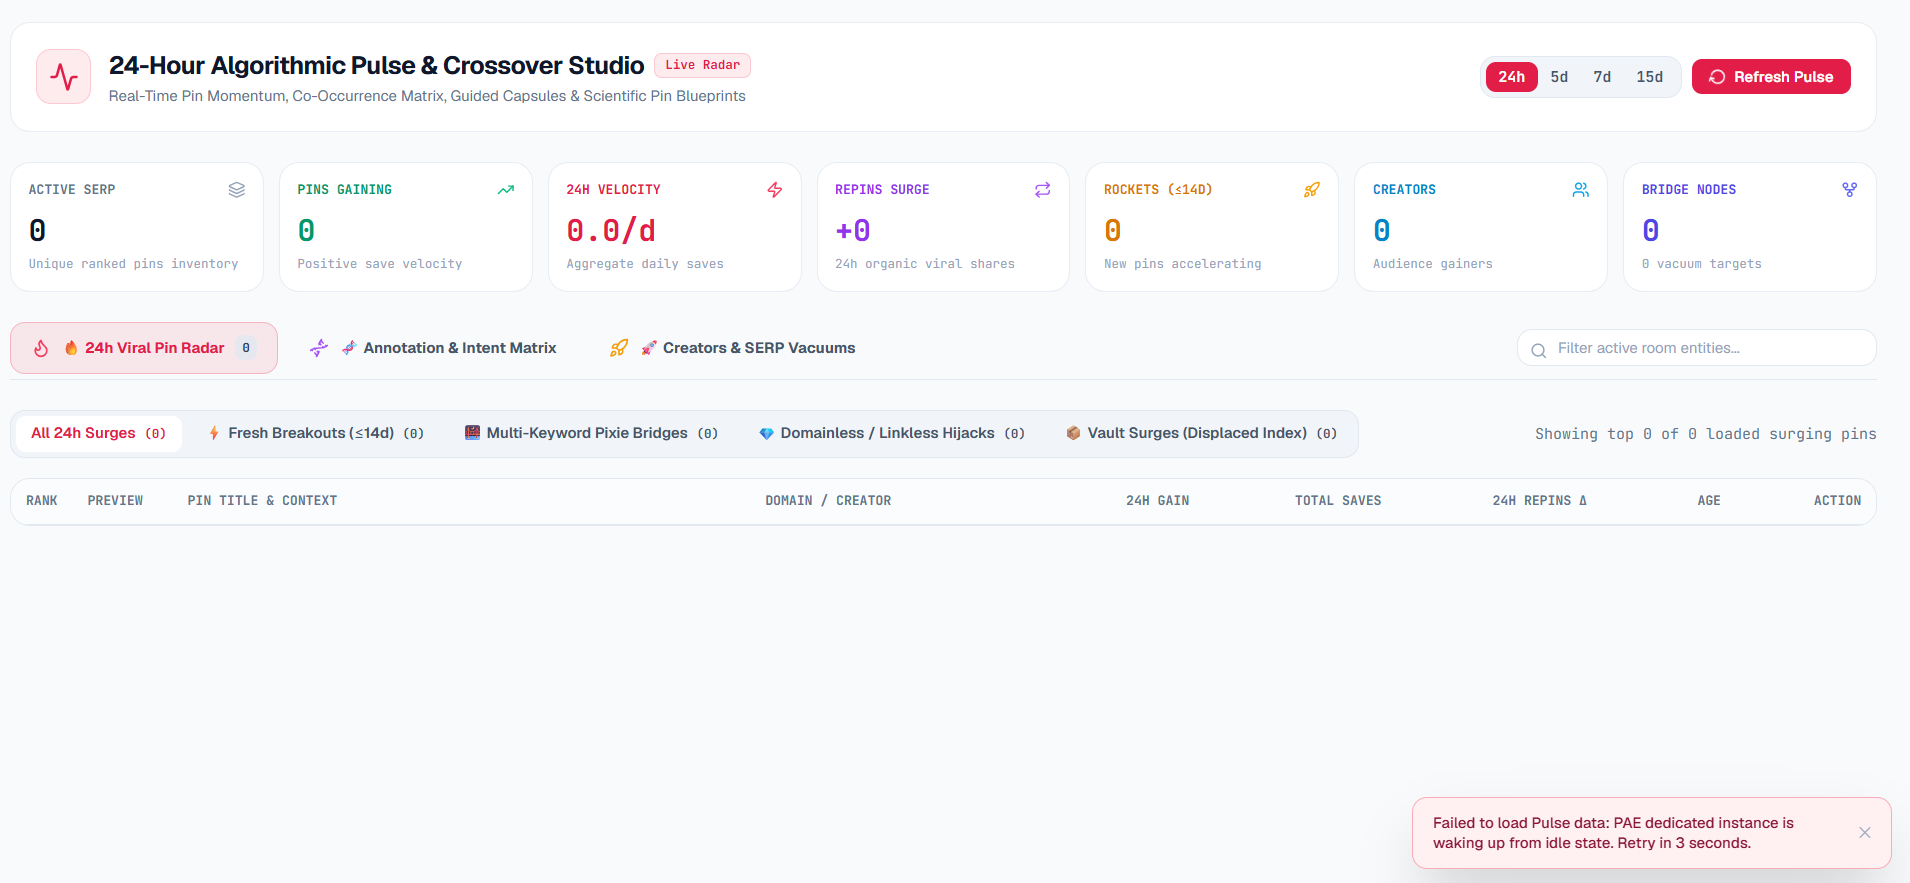 24-Hour Algorithmic Pulse & Crossover Studio
Live Radar
Real-Time Pin Momentum, Co-Occurrence Matrix, Guided Capsules & Scientific Pin Blueprints
24h 5d 7d 15d
Refresh Pulse
ACTIVE SERP
0
Unique ranked pins inventory
PINS GAINING
0
Positive save velocity
24H VELOCITY
0.0/d
Aggregate daily saves
REPINS SURGE
+0
24h organic viral shares
ROCKETS (≤14D)
0
New pins accelerating
CREATORS
0
Audience gainers
BRIDGE NODES
0
0 vacuum targets
🔥 24h Viral Pin Radar 0
🧬 Annotation & Intent Matrix
🚀 Creators & SERP Vacuums
Filter active room entities...
All 24h Surges (0)
⚡ Fresh Breakouts (≤14d) (0)
🌉 Multi-Keyword Pixie Bridges (0)
💎 Domainless / Linkless Hijacks (0)
📦 Vault Surges (Displaced Index) (0)
Showing top 0 of 0 loaded surging pins
RANK PREVIEW PIN TITLE & CONTEXT DOMAIN / CREATOR 24H GAIN TOTAL SAVES 24H REPINS Δ AGE ACTION
Failed to load Pulse data: PAE dedicated instance is
waking up from idle state. Retry in 3 seconds.